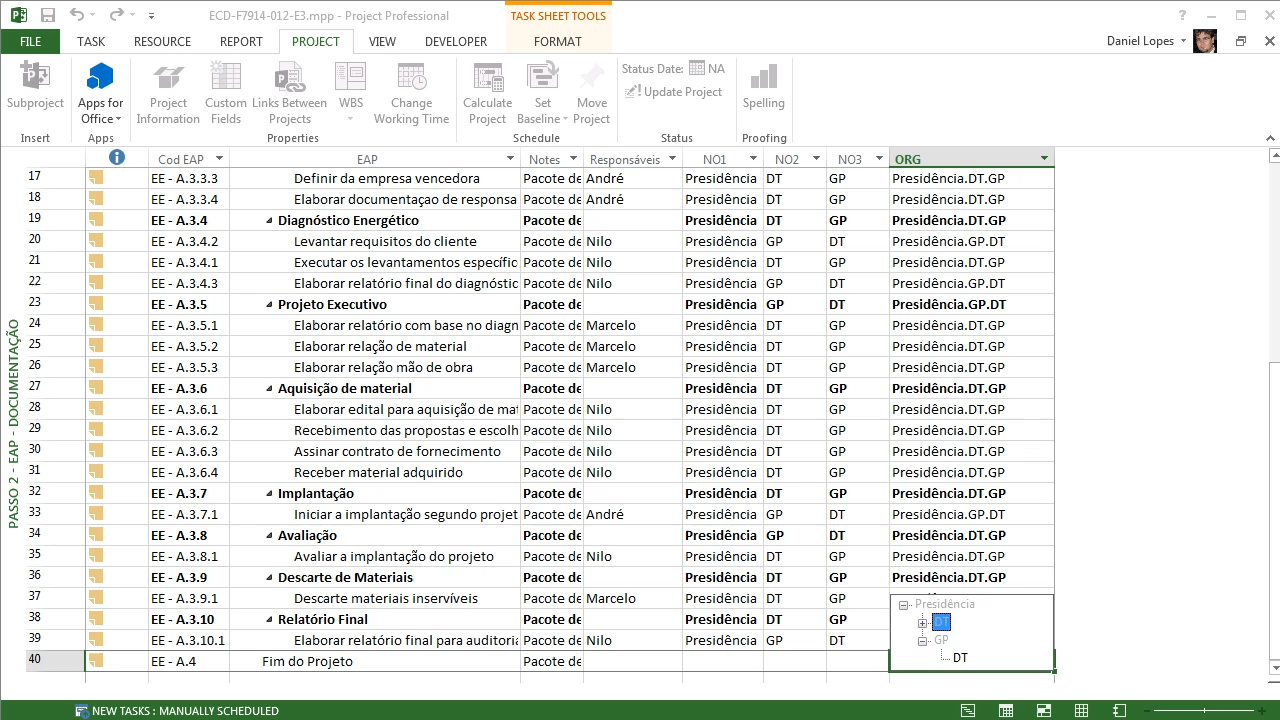 ECD-F7914-012-E3.mpp - Project Professional
TASK SHEET TOOLS
FILE TASK RESOURCE REPORT PROJECT VIEW DEVELOPER FORMAT
Daniel Lopes
Subproject
Apps for Office
Project Information
Custom Fields
Links Between Projects
WBS
Change Working Time
Calculate Project
Set Baseline
Move Project
Status Date: NA
Update Project
Spelling
Insert Apps Properties Schedule Status Proofing
Cod EAP EAP Notes Responsáveis NO1 NO2 NO3 ORG
17 EE - A.3.3.3 Definir da empresa vencedora Pacote de André Presidência DT GP Presidência.DT.GP
18 EE - A.3.3.4 Elaborar documentaçao de responsa Pacote de André Presidência DT GP Presidência.DT.GP
19 EE - A.3.4 Diagnóstico Energético Pacote de Presidência DT GP Presidência.DT.GP
20 EE - A.3.4.2 Levantar requisitos do cliente Pacote de Nilo Presidência GP DT Presidência.GP.DT
21 EE - A.3.4.1 Executar os levantamentos específic Pacote de Nilo Presidência DT GP Presidência.DT.GP
22 EE - A.3.4.3 Elaborar relatório final do diagnóstic Pacote de Nilo Presidência GP DT Presidência.GP.DT
23 EE - A.3.5 Projeto Executivo Pacote de Presidência GP DT Presidência.GP.DT
24 EE - A.3.5.1 Elaborar relatório com base no diagn Pacote de Marcelo Presidência DT GP Presidência.DT.GP
25 EE - A.3.5.2 Elaborar relação de material Pacote de Marcelo Presidência DT GP Presidência.DT.GP
26 EE - A.3.5.3 Elaborar relação mão de obra Pacote de Marcelo Presidência DT GP Presidência.DT.GP
27 EE - A.3.6 Aquisição de material Pacote de Presidência DT GP Presidência.DT.GP
28 EE - A.3.6.1 Elaborar edital para aquisição de mat Pacote de Nilo Presidência DT GP Presidência.DT.GP
29 EE - A.3.6.2 Recebimento das propostas e escolh Pacote de Nilo Presidência DT GP Presidência.DT.GP
30 EE - A.3.6.3 Assinar contrato de fornecimento Pacote de Nilo Presidência DT GP Presidência.DT.GP
31 EE - A.3.6.4 Receber material adquirido Pacote de Nilo Presidência DT GP Presidência.DT.GP
32 EE - A.3.7 Implantação Pacote de Presidência DT GP Presidência.DT.GP
33 EE - A.3.7.1 Iniciar a implantação segundo projet Pacote de André Presidência DT GP Presidência.GP.DT
34 EE - A.3.8 Avaliação Pacote de Presidência GP DT Presidência.DT.GP
35 EE - A.3.8.1 Avaliar a implantação do projeto Pacote de Nilo Presidência DT GP Presidência.DT.GP
36 EE - A.3.9 Descarte de Materiais Pacote de Presidência DT GP Presidência.DT.GP
37 EE - A.3.9.1 Descarte materiais inservíveis Pacote de Marcelo Presidência DT GP
38 EE - A.3.10 Relatório Final Pacote de Presidência DT GP
39 EE - A.3.10.1 Elaborar relatório final para auditoria Pacote de Nilo Presidência GP DT
40 EE - A.4 Fim do Projeto Pacote de
Presidência
DT
GP
DT
PASSO 2 - EAP - DOCUMENTAÇÃO
NEW TASKS : MANUALLY SCHEDULED